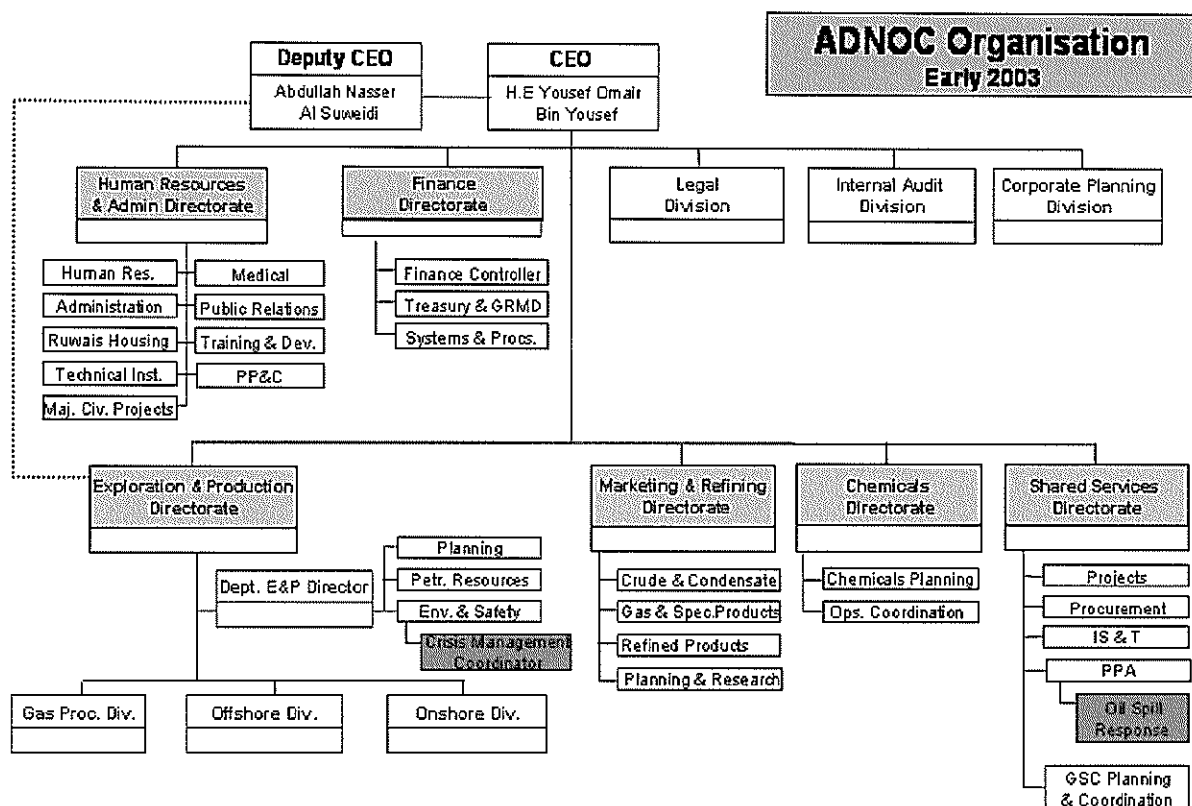 ADNOC Organisation
Early 2003
Deputy CEO
Abdullah Nasser
Al Suweidi
CEO
H.E Yousef Omair
Bin Yousef
Human Resources
& Admin Directorate
Finance
Directorate
Legal
Division
Internal Audit
Division
Corporate Planning
Division
Human Res.
Medical
Administration
Public Relations
Ruwais Housing
Training & Dev.
Technical Inst.
PP&C
Maj. Civ. Projects
Finance Controller
Treasury & GRMD
Systems & Procs.
Exploration & Production
Directorate
Marketing & Refining
Directorate
Chemicals
Directorate
Shared Services
Directorate
Dept. E&P Director
Planning
Petr. Resources
Env. & Safety
Crisis Management
Coordinator
Gas Proc. Div.
Offshore Div.
Onshore Div.
Crude & Condensate
Gas & Spec.Products
Refined Products
Planning & Research
Chemicals Planning
Ops. Coordination
Projects
Procurement
IS & T
PPA
Oil Spill
Response
GSC Planning
& Coordination